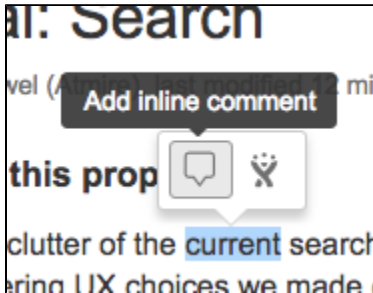 al: Search
wel (Atmire), last modified 12 mi
Add inline comment
this prop
clutter of the current search
ering UX choices we made